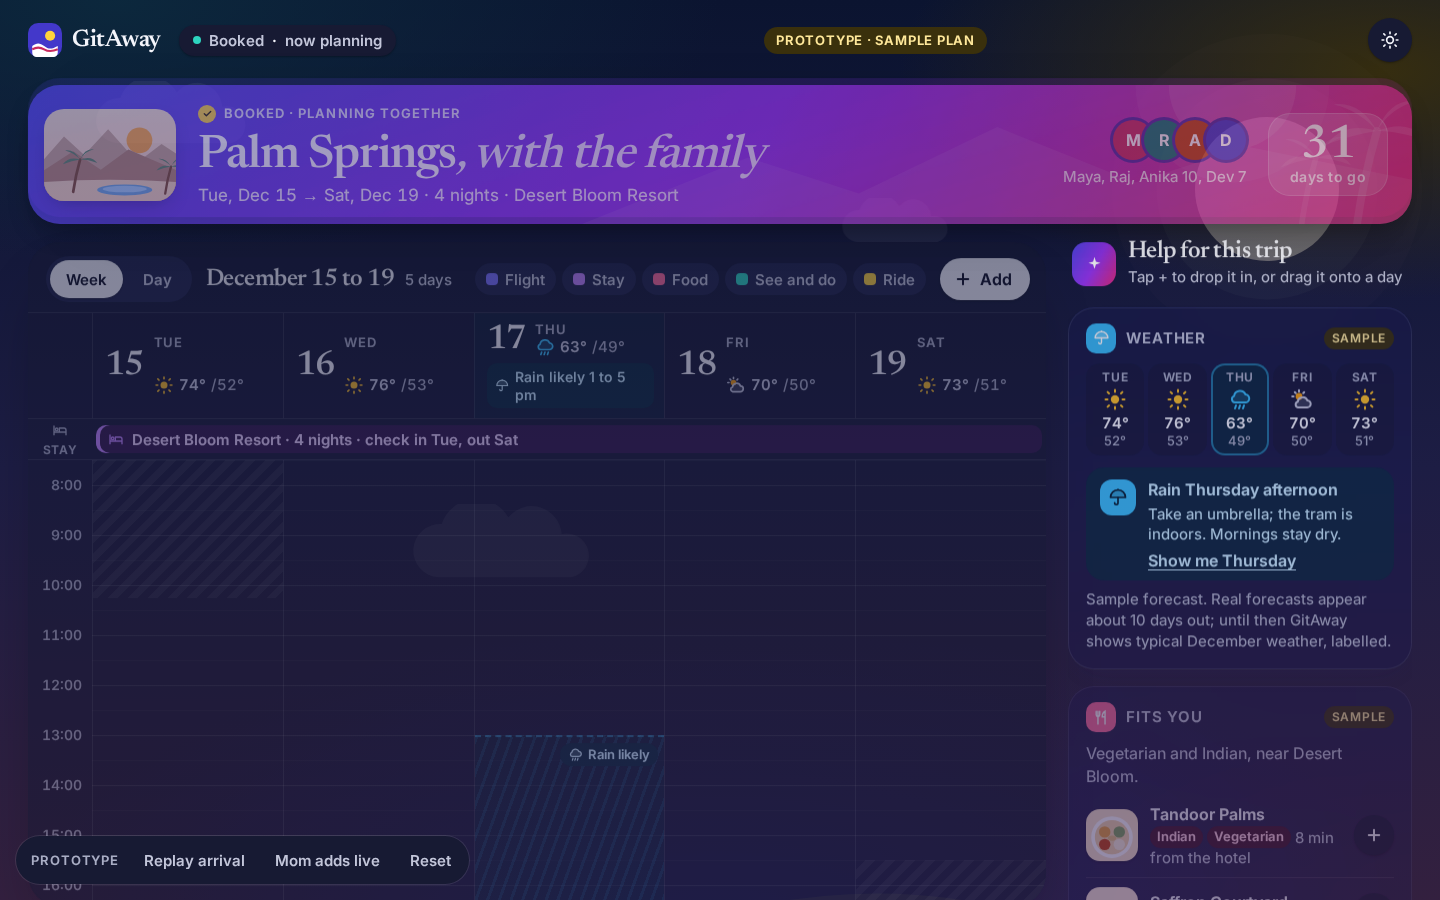 GitAway
Booked · now planning
PROTOTYPE · SAMPLE PLAN
BOOKED · PLANNING TOGETHER
Palm Springs, with the family
Tue, Dec 15 → Sat, Dec 19 · 4 nights · Desert Bloom Resort
M R A D
Maya, Raj, Anika 10, Dev 7
31
days to go
Week Day
December 15 to 19 5 days
Flight Stay Food See and do Ride
+ Add
15 TUE 74° /52°
16 WED 76° /53°
17 THU 63° /49°
Rain likely 1 to 5
pm
18 FRI 70° /50°
19 SAT 73° /51°
STAY
Desert Bloom Resort · 4 nights · check in Tue, out Sat
8:00
9:00
10:00
11:00
12:00
13:00
Rain likely
14:00
15:00
16:00
PROTOTYPE Replay arrival Mom adds live Reset
Help for this trip
Tap + to drop it in, or drag it onto a day
WEATHER SAMPLE
TUE WED THU FRI SAT
74° 76° 63° 70° 73°
52° 53° 49° 50° 51°
Rain Thursday afternoon
Take an umbrella; the tram is
indoors. Mornings stay dry.
Show me Thursday
Sample forecast. Real forecasts appear
about 10 days out; until then GitAway
shows typical December weather, labelled.
FITS YOU SAMPLE
Vegetarian and Indian, near Desert
Bloom.
Tandoor Palms
Indian Vegetarian 8 min
from the hotel
+
Saffron Courtyard